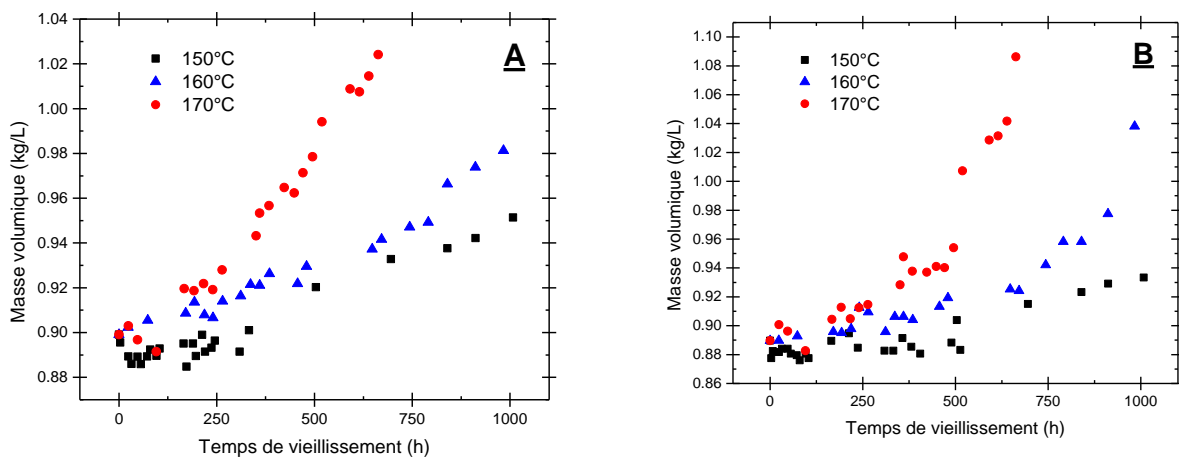 A
150°C
160°C
170°C
Masse volumique (kg/L)
1.04
1.02
1.00
0.98
0.96
0.94
0.92
0.90
0.88
0 250 500 750 1000
Temps de vieillissement (h)
B
150°C
160°C
170°C
Masse volumique (kg/L)
1.10
1.08
1.06
1.04
1.02
1.00
0.98
0.96
0.94
0.92
0.90
0.88
0.86
0 250 500 750 1000
Temps de vieillissement (h)